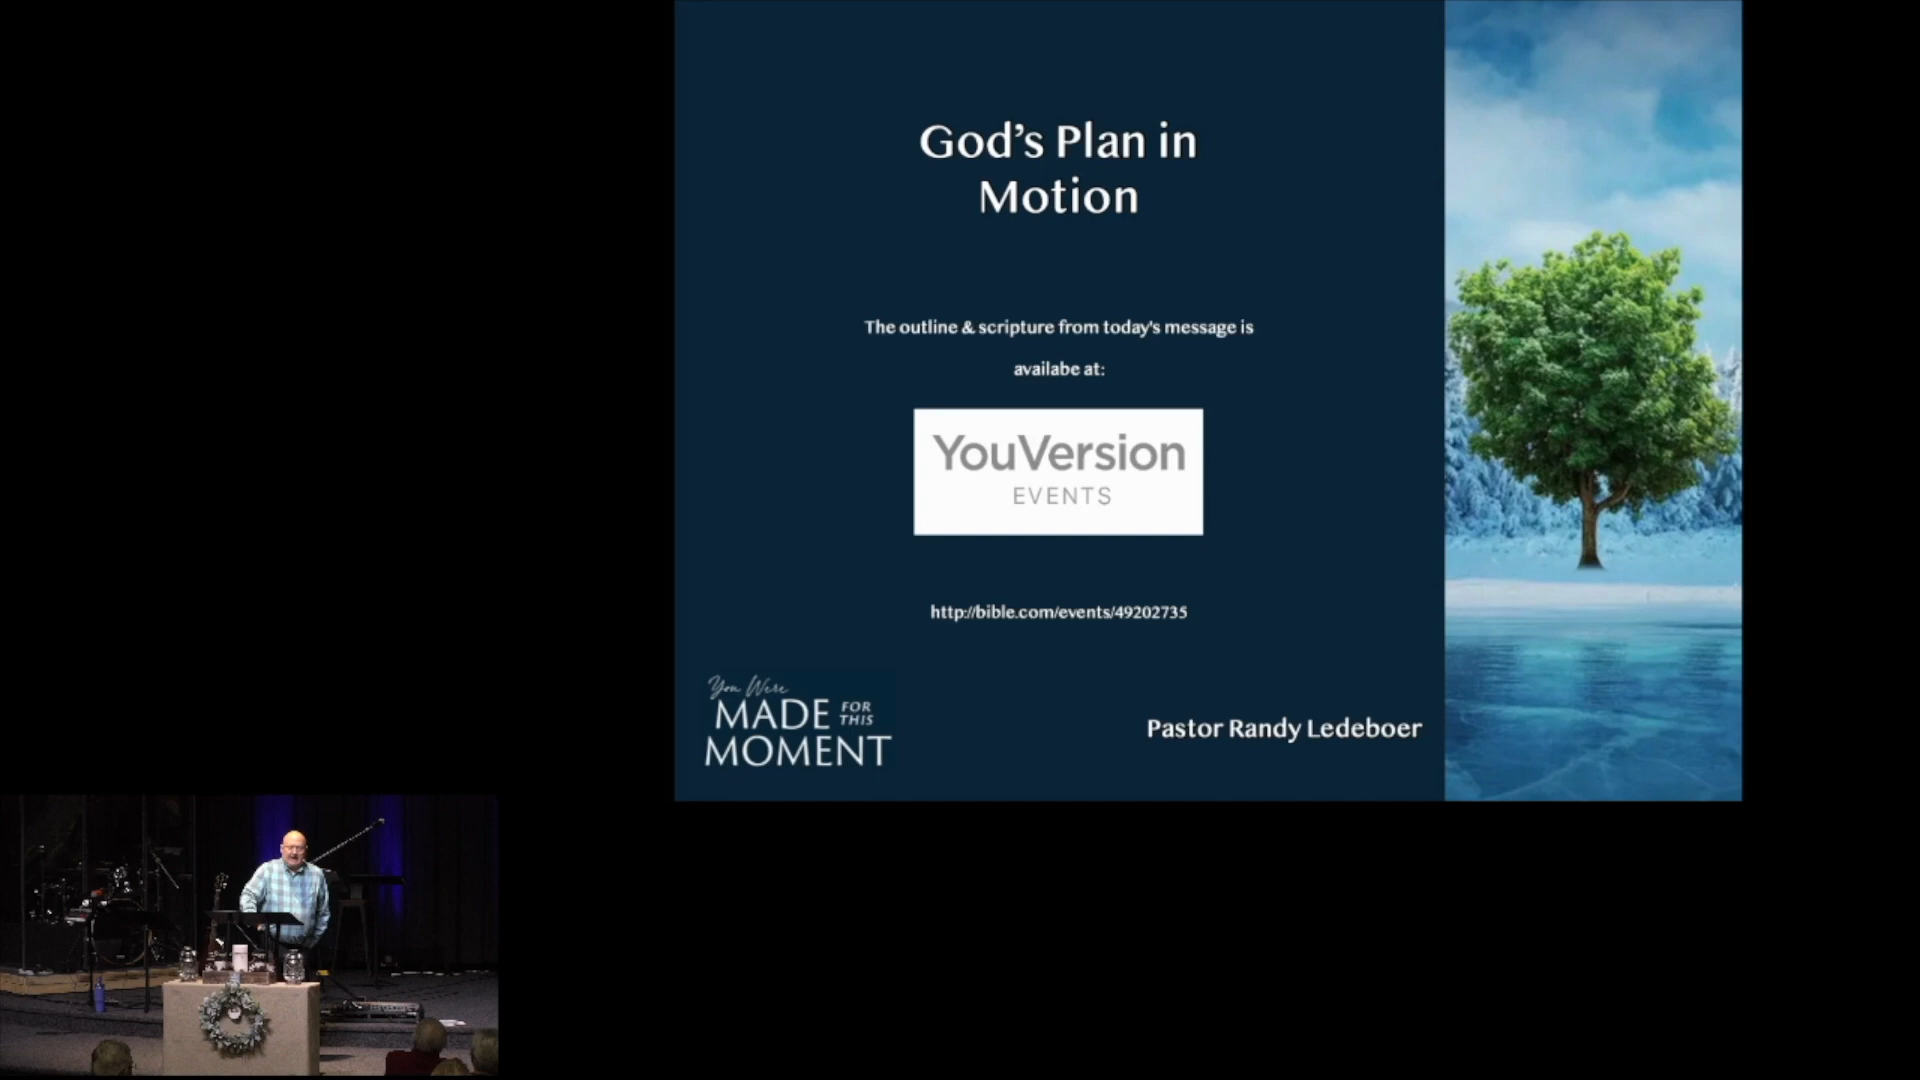 God's Plan in
Motion
The outline & scripture from today's message is
availabe at:
YouVersion
EVENTS
http://bible.com/events/49202735
You Were
MADE FOR THIS
MOMENT
Pastor Randy Ledeboer